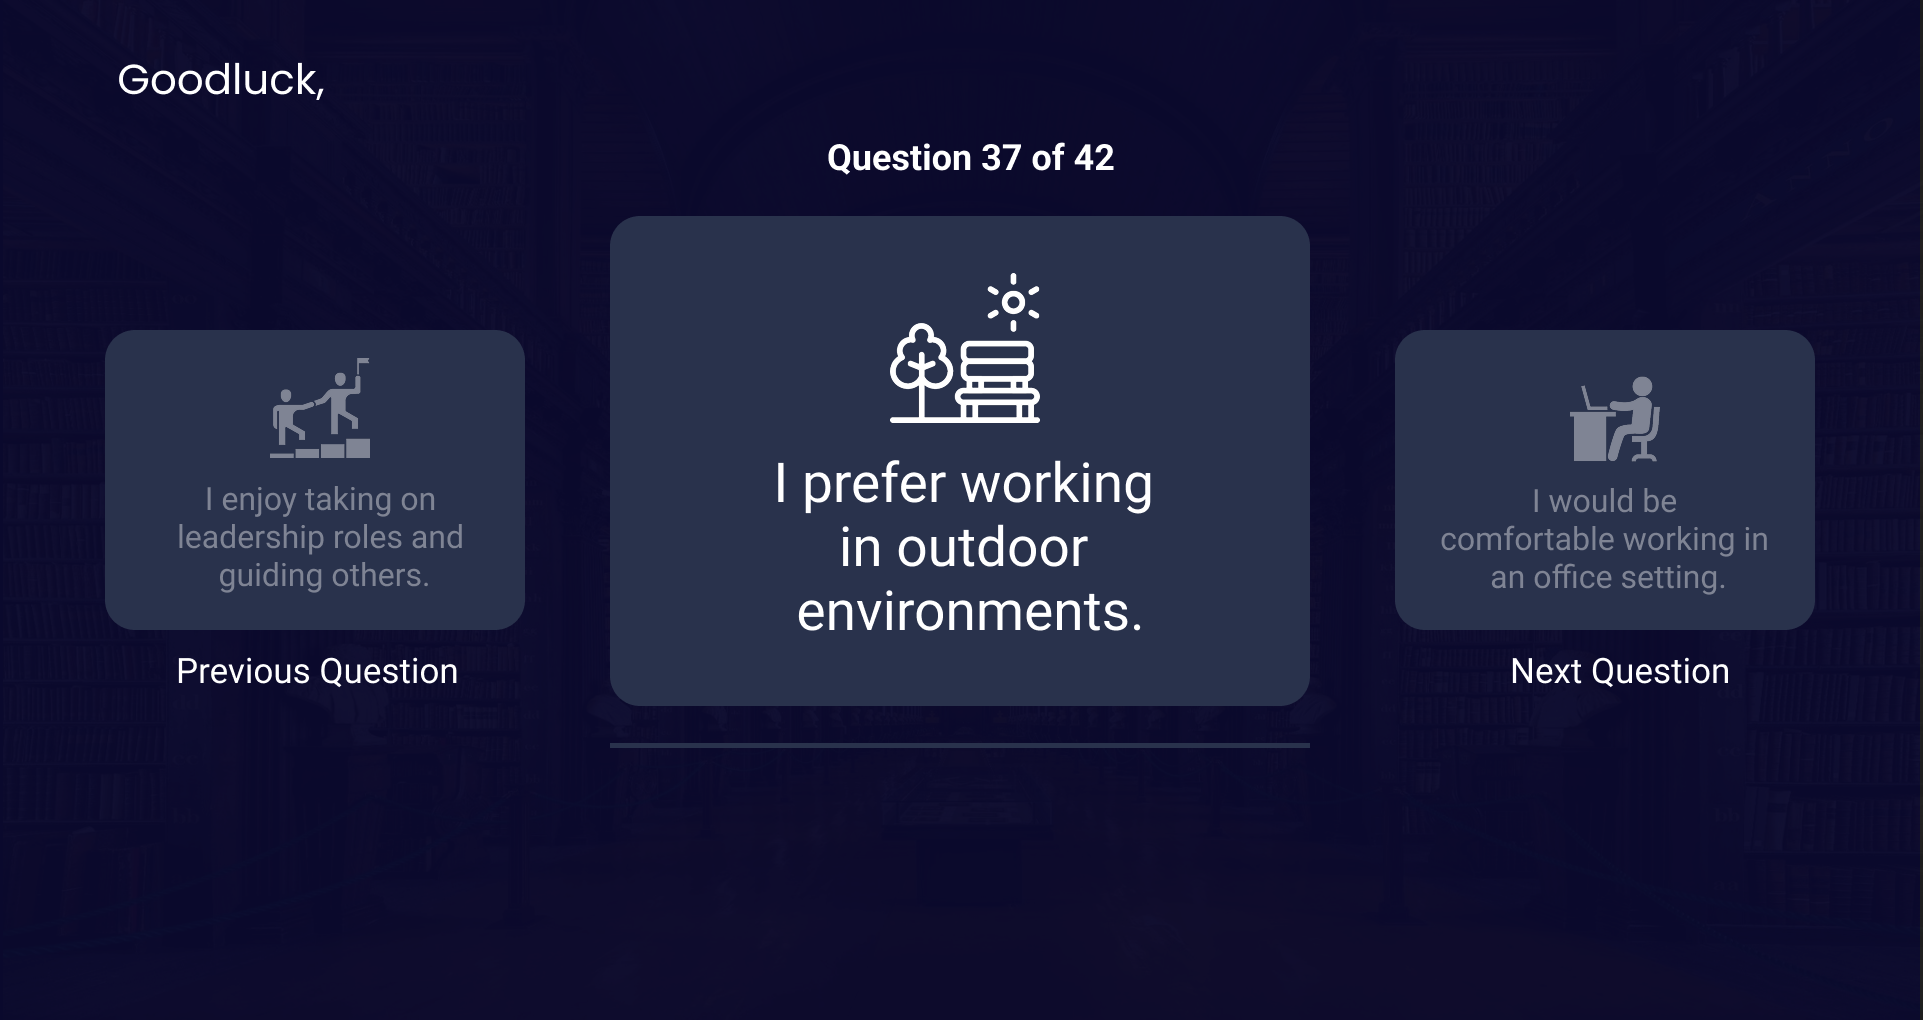 Goodluck,
Question 37 of 42
I enjoy taking on
leadership roles and
guiding others.
Previous Question
I prefer working
in outdoor
environments.
I would be
comfortable working in
an office setting.
Next Question